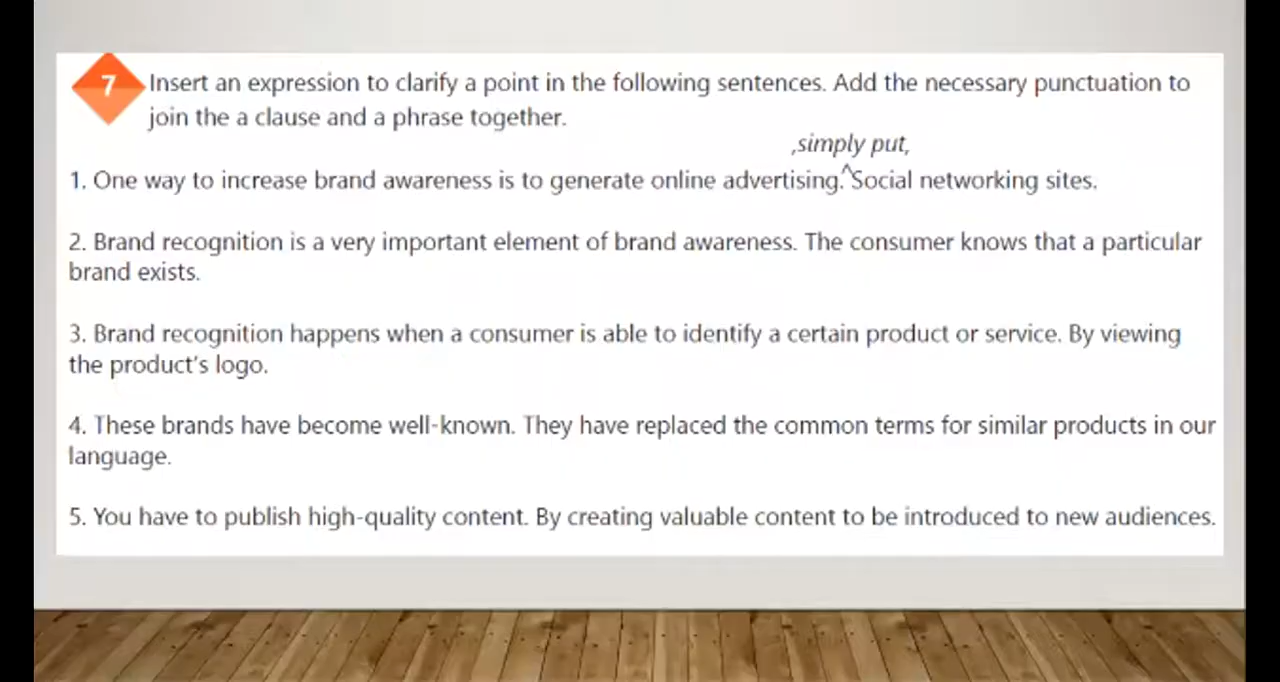 7
Insert an expression to clarify a point in the following sentences. Add the necessary punctuation to
join the a clause and a phrase together.
,simply put,
1. One way to increase brand awareness is to generate online advertising.^Social networking sites.
2. Brand recognition is a very important element of brand awareness. The consumer knows that a particular
brand exists.
3. Brand recognition happens when a consumer is able to identify a certain product or service. By viewing
the product's logo.
4. These brands have become well-known. They have replaced the common terms for similar products in our
language.
5. You have to publish high-quality content. By creating valuable content to be introduced to new audiences.